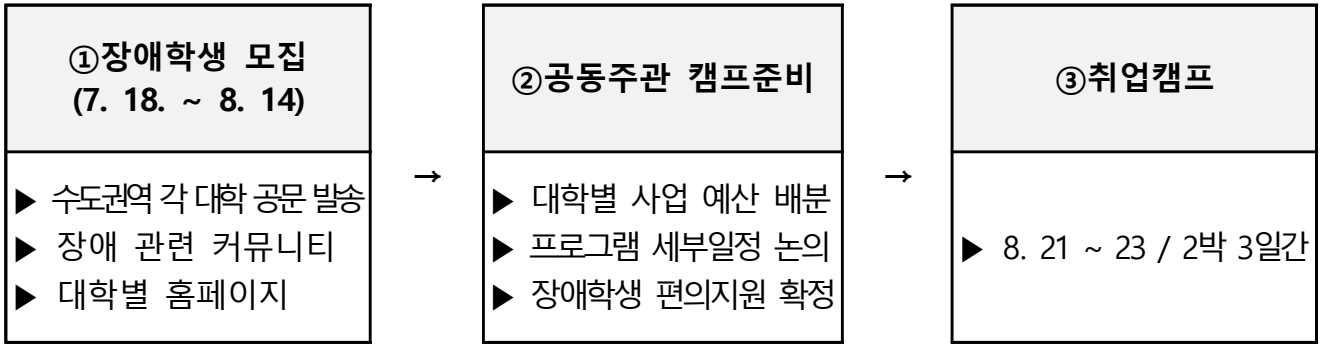 ①장애학생 모집
(7. 18. ~ 8. 14)
▶ 수도권역 각 대학 공문 발송
▶ 장애 관련 커뮤니티
▶ 대학별 홈페이지
→
②공동주관 캠프준비
▶ 대학별 사업 예산 배분
▶ 프로그램 세부일정 논의
▶ 장애학생 편의지원 확정
→
③취업캠프
▶ 8. 21 ~ 23 / 2박 3일간